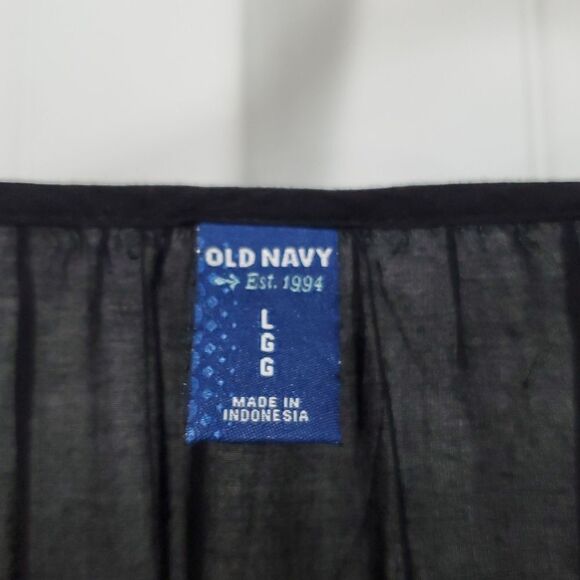 OLD NAVY
Est. 1994
L
G
G
MADE IN
INDONESIA